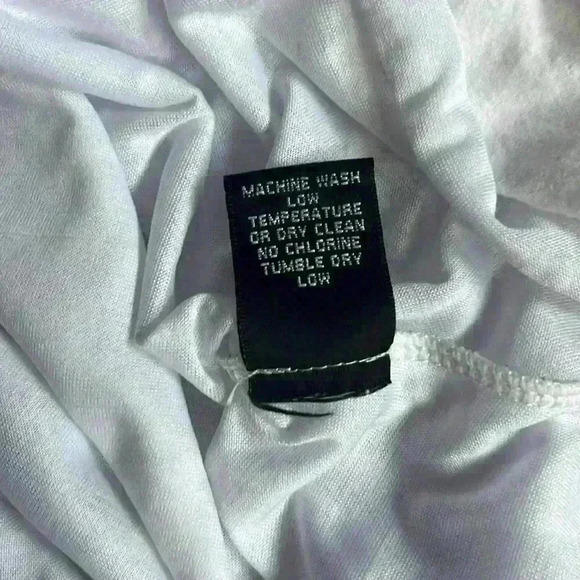 MACHINE WASH
LOW
TEMPERATURE
OR DRY CLEAN
NO CHLORINE
TUMBLE DRY
LOW